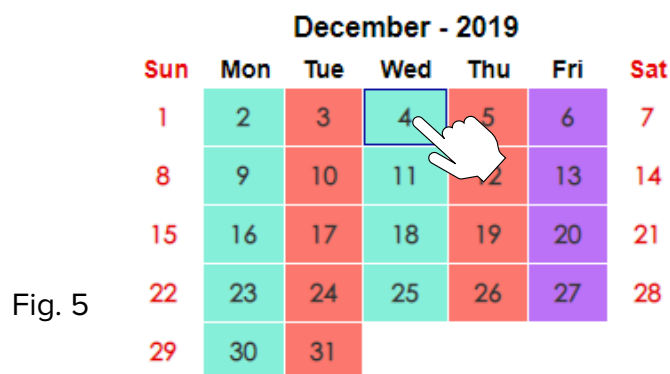 December - 2019
Sun Mon Tue Wed Thu Fri Sat
1 2 3 4 5 6 7
8 9 10 11 12 13 14
15 16 17 18 19 20 21
Fig. 5
22 23 24 25 26 27 28
29 30 31